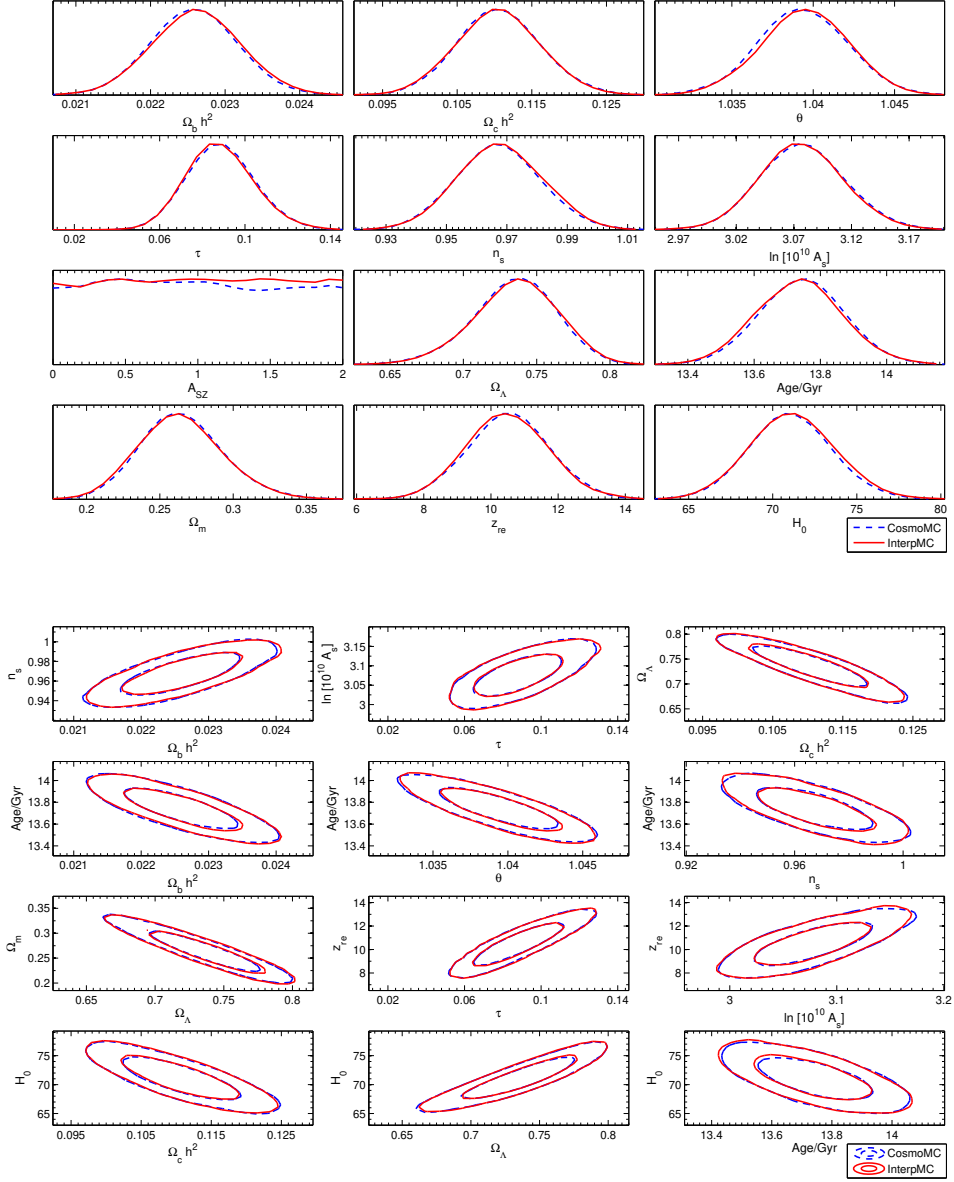 0.021 0.022 0.023 0.024
0.095 0.105 0.115 0.125
1.035 1.04 1.045
Ω_b h²
Ω_c h²
θ
0.02 0.06 0.1 0.14
0.93 0.95 0.97 0.99 1.01
2.97 3.02 3.07 3.12 3.17
τ
n_s
ln [10¹⁰ A_s]
0 0.5 1 1.5 2
0.65 0.7 0.75 0.8
13.4 13.6 13.8 14
A_SZ
Ω_Λ
Age/Gyr
0.2 0.25 0.3 0.35
6 8 10 12 14
65 70 75 80
Ω_m
z_re
H_0
CosmoMC
InterpMC
n_s
1
0.98
0.96
0.94
0.021 0.022 0.023 0.024
Ω_b h²
ln [10¹⁰ A_s]
3.15
3.1
3.05
3
0.02 0.06 0.1 0.14
τ
Ω_Λ
0.8
0.75
0.7
0.65
0.095 0.105 0.115 0.125
Ω_c h²
Age/Gyr
14
13.8
13.6
13.4
0.021 0.022 0.023 0.024
Ω_b h²
Age/Gyr
14
13.8
13.6
13.4
1.035 1.04 1.045
θ
Age/Gyr
14
13.8
13.6
13.4
0.92 0.96 1
n_s
Ω_m
0.35
0.3
0.25
0.2
0.65 0.7 0.75 0.8
Ω_Λ
z_re
14
12
10
8
0.02 0.06 0.1 0.14
τ
z_re
14
12
10
8
3 3.1 3.2
ln [10¹⁰ A_s]
H_0
75
70
65
0.095 0.105 0.115 0.125
Ω_c h²
H_0
75
70
65
0.65 0.7 0.75 0.8
Ω_Λ
H_0
75
70
65
13.4 13.6 13.8 14
Age/Gyr
CosmoMC
InterpMC